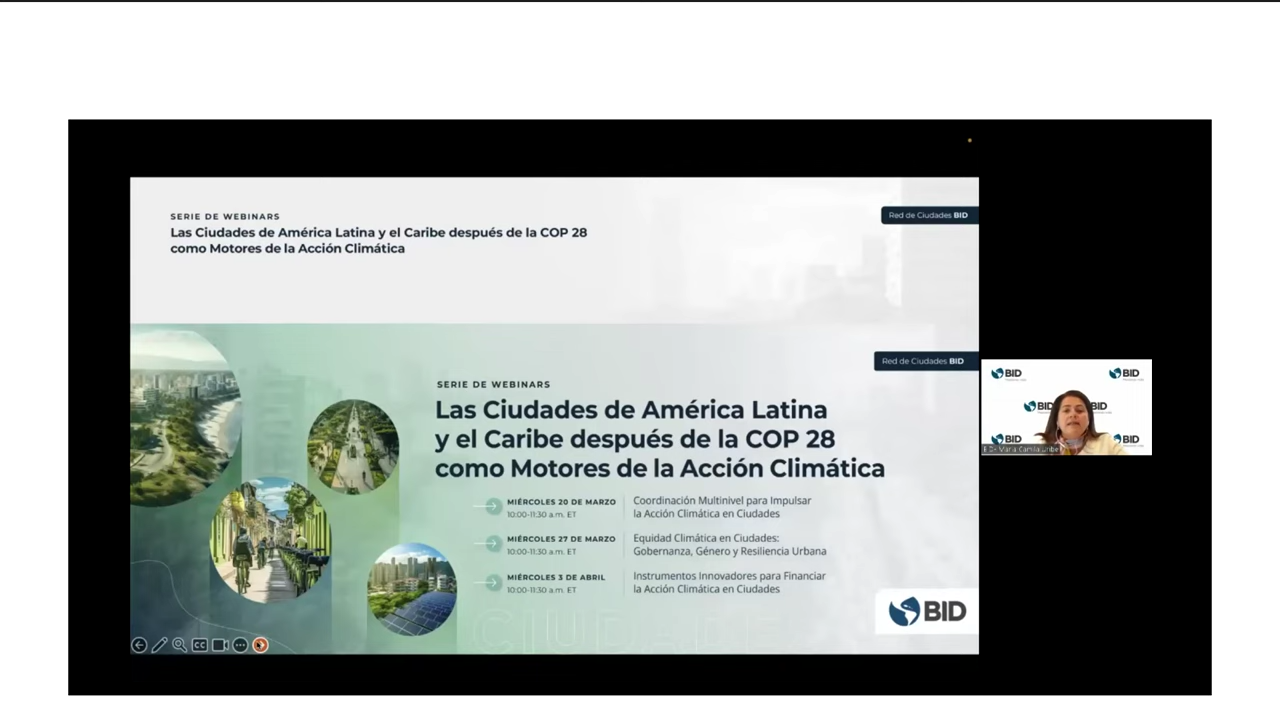 SERIE DE WEBINARS
Las Ciudades de América Latina y el Caribe después de la COP 28
como Motores de la Acción Climática
Red de Ciudades BID
Red de Ciudades BID
SERIE DE WEBINARS
Las Ciudades de América Latina
y el Caribe después de la COP 28
como Motores de la Acción Climática
MIÉRCOLES 20 DE MARZO
10:00-11:30 a.m. ET
Coordinación Multinivel para Impulsar
la Acción Climática en Ciudades
MIÉRCOLES 27 DE MARZO
10:00-11:30 a.m. ET
Equidad Climática en Ciudades:
Gobernanza, Género y Resiliencia Urbana
MIÉRCOLES 3 DE ABRIL
10:00-11:30 a.m. ET
Instrumentos Innovadores para Financiar
la Acción Climática en Ciudades
BID
CC
BID
BID
BID
BID
BID
BID
Maria Camila Uribe